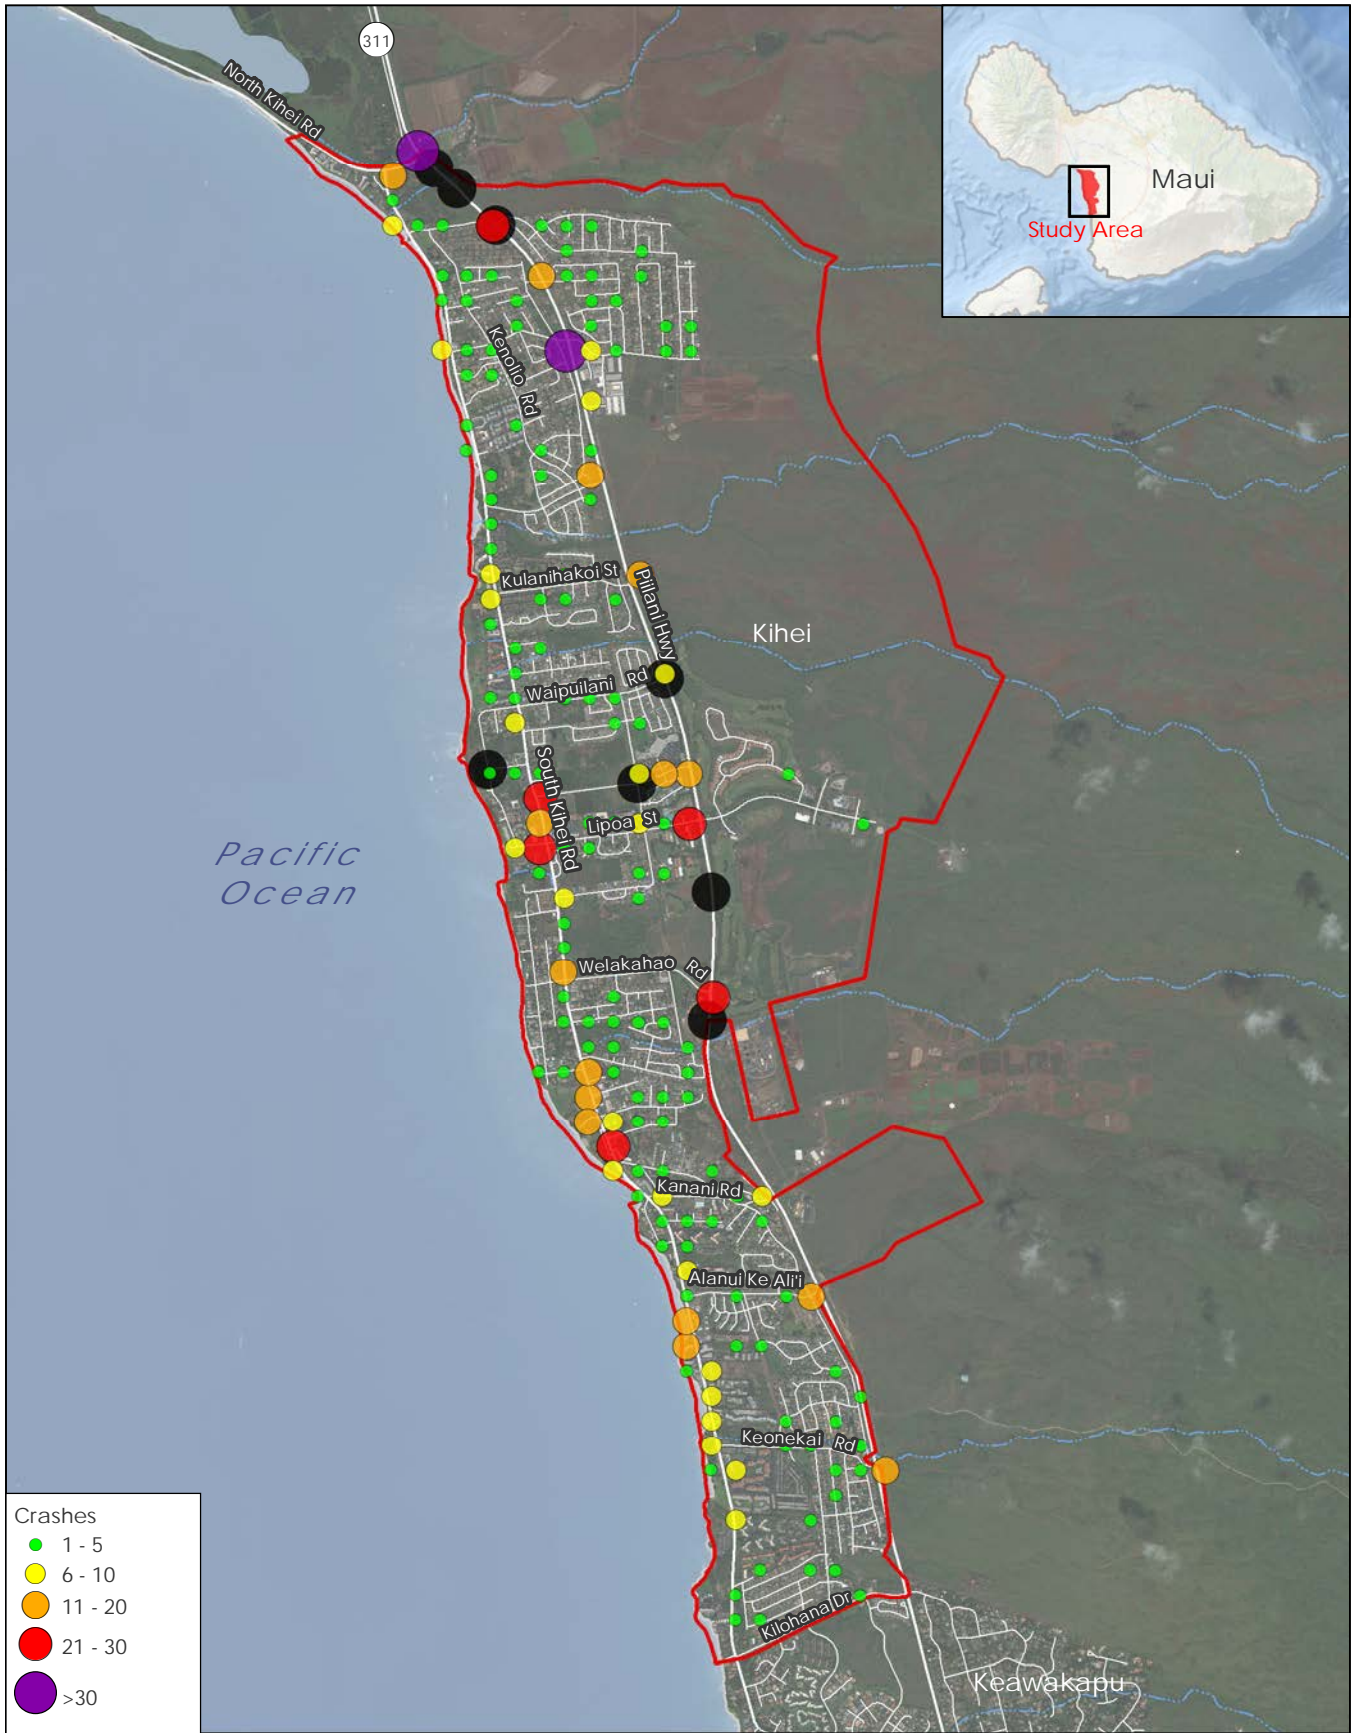 311
North Kihei Rd
Maui
Study Area
Kenolio Rd
Kulanihakoi St
Piilani Hwy
Kihei
Waipuilani Rd
South Kihei Rd
Lipoa St
Pacific
Ocean
Welakahao Rd
Kanani Rd
Alanui Ke Ali'i
Keonekai Rd
Kilohana Dr
Keawakapu
Crashes
1 - 5
6 - 10
11 - 20
21 - 30
>30